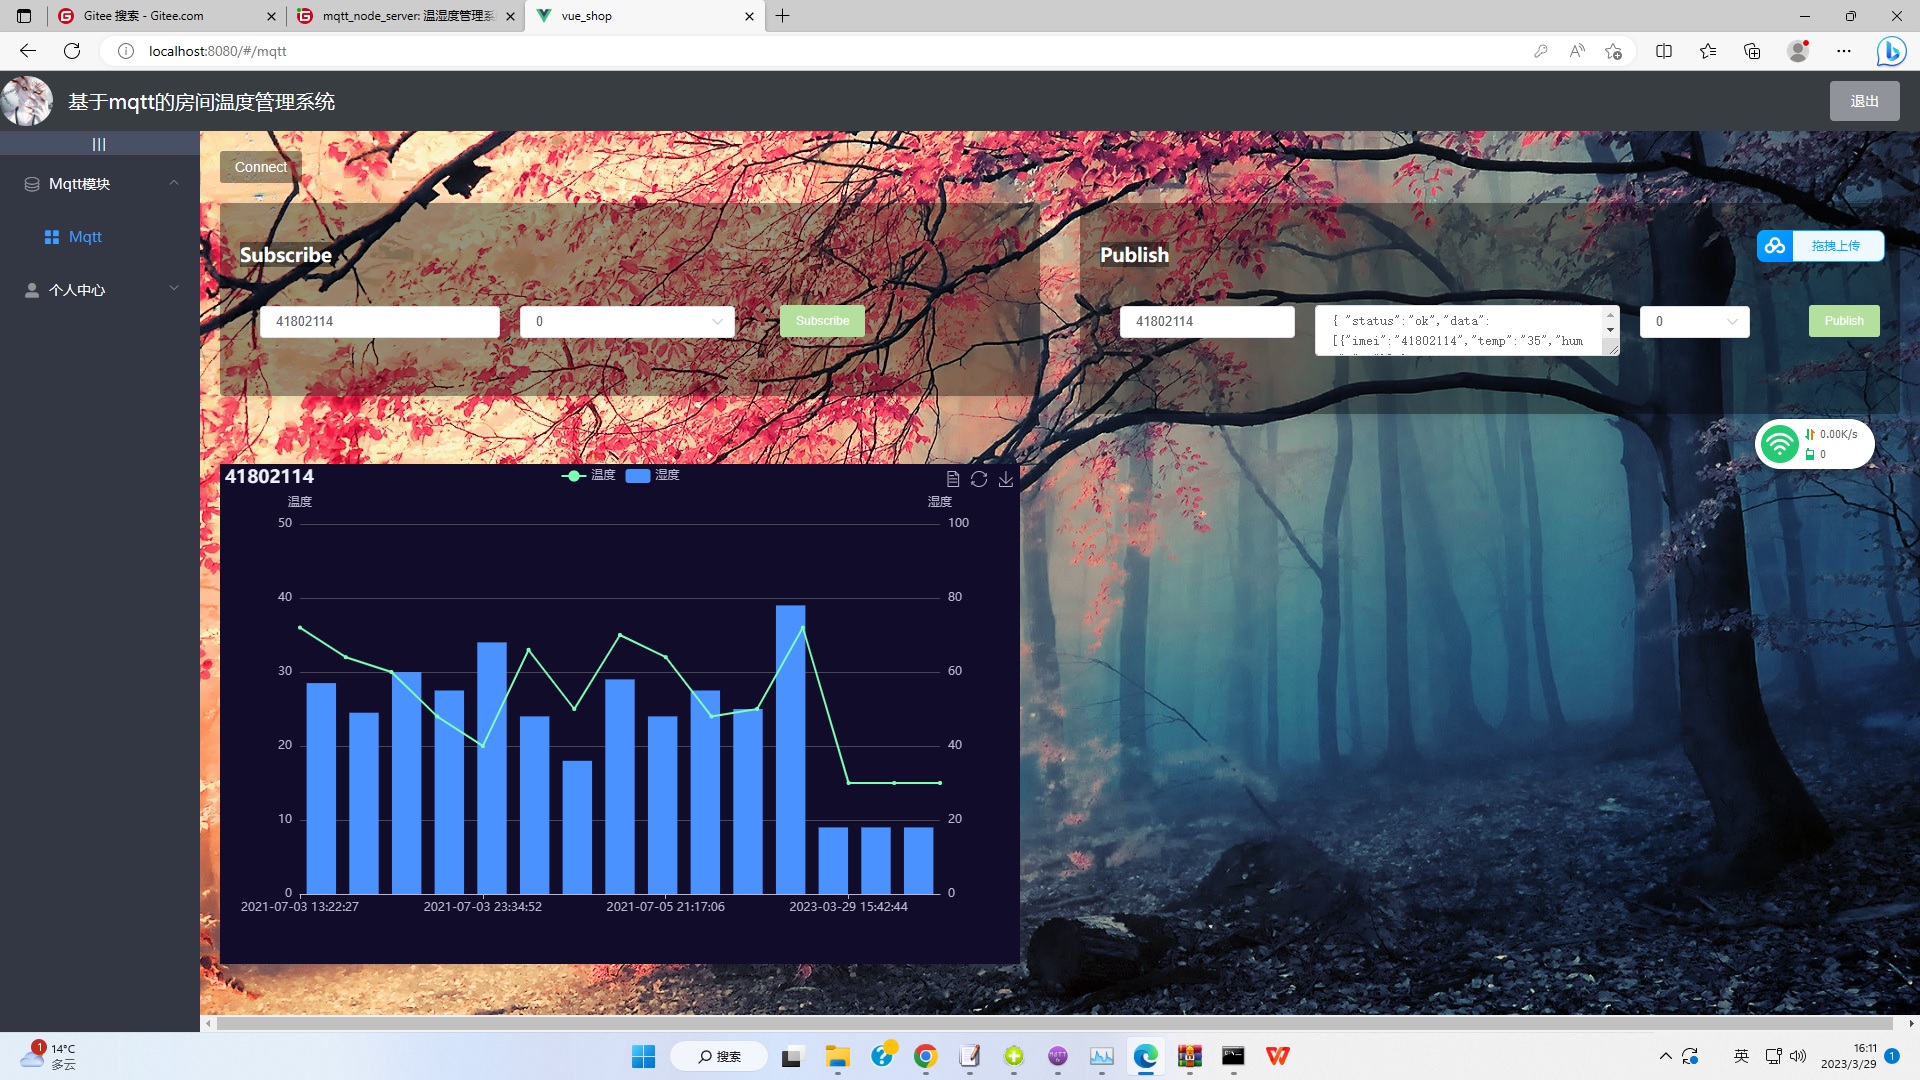 Gitee 搜索 - Gitee.com
mqtt_node_server: 温湿度管理系
vue_shop
localhost:8080/#/mqtt
基于mqtt的房间温度管理系统
退出
|||
Mqtt模块
Mqtt
个人中心
Connect
Subscribe
41802114
0
Subscribe
Publish
拖拽上传
41802114
{ "status":"ok","data":
[{"imei":"41802114","temp":"35","hum
0
Publish
0.00K/s
0
41802114
温度
湿度
温度
湿度
50
40
30
20
10
0
100
80
60
40
20
0
2021-07-03 13:22:27
2021-07-03 23:34:52
2021-07-05 21:17:06
2023-03-29 15:42:44
1
14°C
多云
搜索
英
16:11
2023/3/29
1